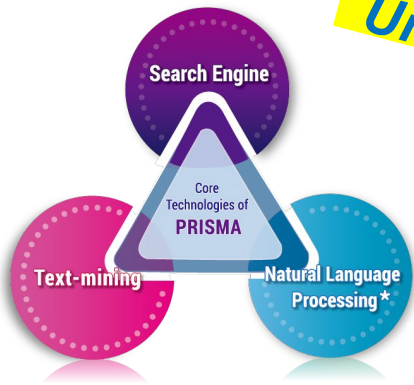 Search Engine
Core
Technologies of
PRISMA
Text-mining
Natural Language
Processing*